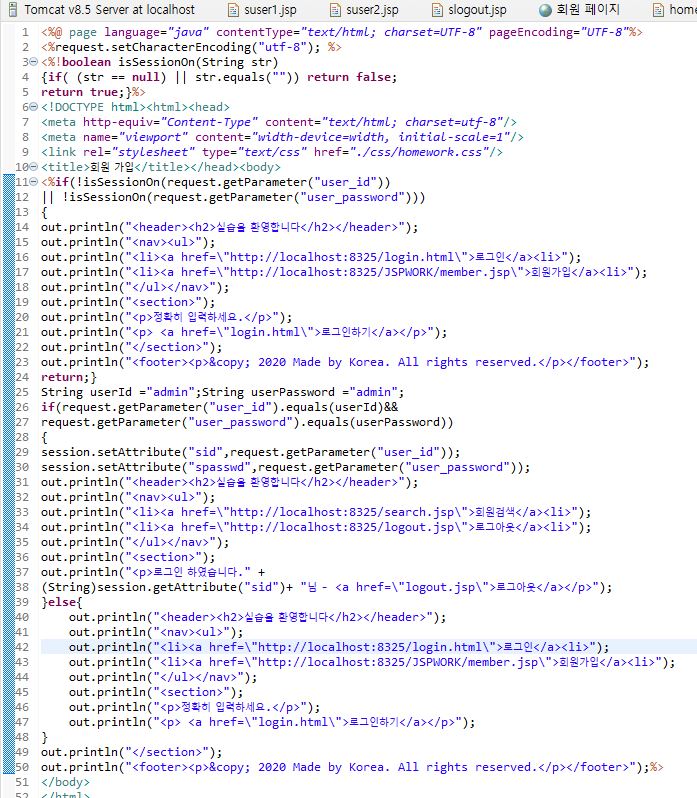 Tomcat v8.5 Server at localhost suser1.jsp suser2.jsp slogout.jsp 회원 페이지 home
1 <%@ page language="java" contentType="text/html; charset=UTF-8" pageEncoding="UTF-8"%>
2 <%request.setCharacterEncoding("utf-8"); %>
3 <%!boolean isSessionOn(String str)
4 {if( (str == null) || str.equals("")) return false;
5 return true;}%>
6 <!DOCTYPE html><html><head>
7 <meta http-equiv="Content-Type" content="text/html; charset=utf-8"/>
8 <meta name="viewport" content="width-device=width, initial-scale=1"/>
9 <link rel="stylesheet" type="text/css" href="./css/homework.css"/>
10 <title>회원 가입</title></head><body>
11 <%if(!isSessionOn(request.getParameter("user_id"))
12 || !isSessionOn(request.getParameter("user_password")))
13 {
14 out.println("<header><h2>실습을 환영합니다</h2></header>");
15 out.println("<nav><ul>");
16 out.println("<li><a href=\"http://localhost:8325/login.html\">로그인</a><li>");
17 out.println("<li><a href=\"http://localhost:8325/JSPWORK/member.jsp\">회원가입</a><li>");
18 out.println("</ul></nav>");
19 out.println("<section>");
20 out.println("<p>정확히 입력하세요.</p>");
21 out.println("<p> <a href=\"login.html\">로그인하기</a></p>");
22 out.println("</section>");
23 out.println("<footer><p>&copy; 2020 Made by Korea. All rights reserved.</p></footer>");
24 return;}
25 String userId ="admin";String userPassword ="admin";
26 if(request.getParameter("user_id").equals(userId)&&
27 request.getParameter("user_password").equals(userPassword))
28 {
29 session.setAttribute("sid",request.getParameter("user_id"));
30 session.setAttribute("spasswd",request.getParameter("user_password"));
31 out.println("<header><h2>실습을 환영합니다</h2></header>");
32 out.println("<nav><ul>");
33 out.println("<li><a href=\"http://localhost:8325/search.jsp\">회원검색</a><li>");
34 out.println("<li><a href=\"http://localhost:8325/logout.jsp\">로그아웃</a><li>");
35 out.println("</ul></nav>");
36 out.println("<section>");
37 out.println("<p>로그인 하였습니다." +
38 (String)session.getAttribute("sid")+ "님 - <a href=\"logout.jsp\">로그아웃</a></p>");
39 }else{
40 out.println("<header><h2>실습을 환영합니다</h2></header>");
41 out.println("<nav><ul>");
42 out.println("<li><a href=\"http://localhost:8325/login.html\">로그인</a><li>");
43 out.println("<li><a href=\"http://localhost:8325/JSPWORK/member.jsp\">회원가입</a><li>");
44 out.println("</ul></nav>");
45 out.println("<section>");
46 out.println("<p>정확히 입력하세요.</p>");
47 out.println("<p> <a href=\"login.html\">로그인하기</a></p>");
48 }
49 out.println("</section>");
50 out.println("<footer><p>&copy; 2020 Made by Korea. All rights reserved.</p></footer>");%>
51 </body>
52 </html>